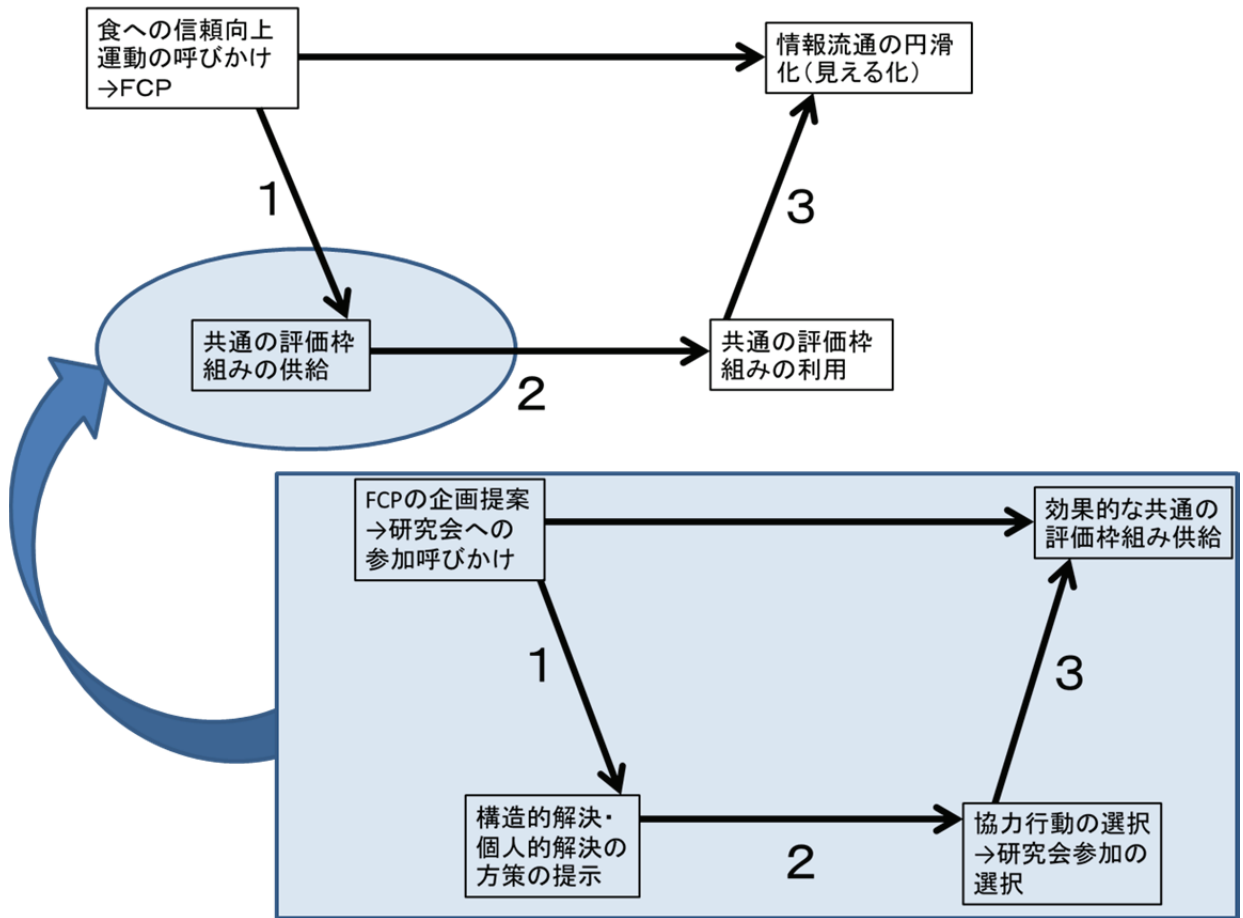 食への信頼向上
運動の呼びかけ
→FCP
情報流通の円滑
化(見える化)
1
3
共通の評価枠
組みの供給
2
共通の評価枠
組みの利用
FCPの企画提案
→研究会への
参加呼びかけ
効果的な共通の
評価枠組み供給
1
3
構造的解決・
個人的解決の
方策の提示
2
協力行動の選択
→研究会参加の
選択